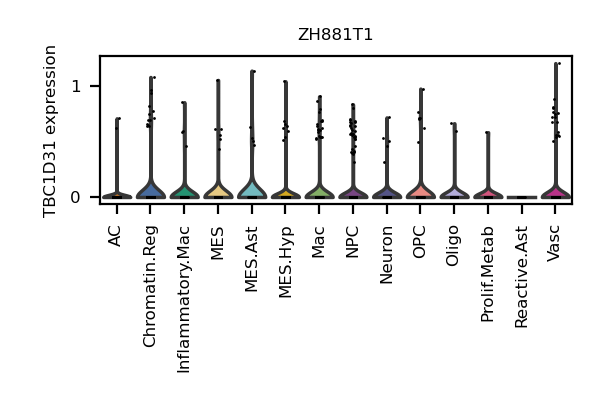 ZH881T1
TBC1D31 expression
1
0
AC
Chromatin.Reg
Inflammatory.Mac
MES
MES.Ast
MES.Hyp
Mac
NPC
Neuron
OPC
Oligo
Prolif.Metab
Reactive.Ast
Vasc